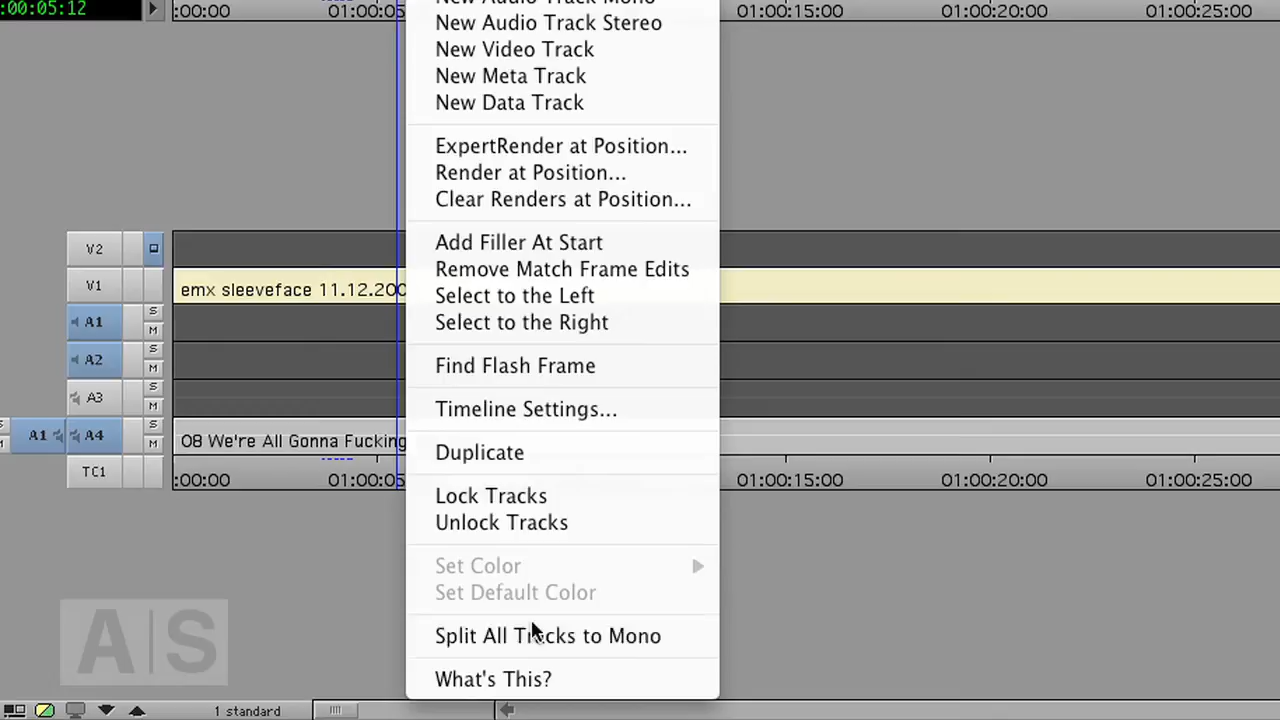 :00:05:12
:00:00
01:00:05
01:00:15:00
01:00:20:00
01:00:25:00
New Audio Track Mono
New Audio Track Stereo
New Video Track
New Meta Track
New Data Track
ExpertRender at Position...
Render at Position...
Clear Renders at Position...
V2
Add Filler At Start
V1
emx sleeveface 11.12.200
Remove Match Frame Edits
Select to the Left
A1
S
M
Select to the Right
A2
S
M
Find Flash Frame
A3
S
M
Timeline Settings...
A1
A4
S
M
08 We're All Gonna Fucking
Duplicate
TC1
:00:00
01:00:05
01:00:15:00
01:00:20:00
01:00:25:00
Lock Tracks
Unlock Tracks
Set Color
Set Default Color
Split All Tracks to Mono
A|S
What's This?
1 standard